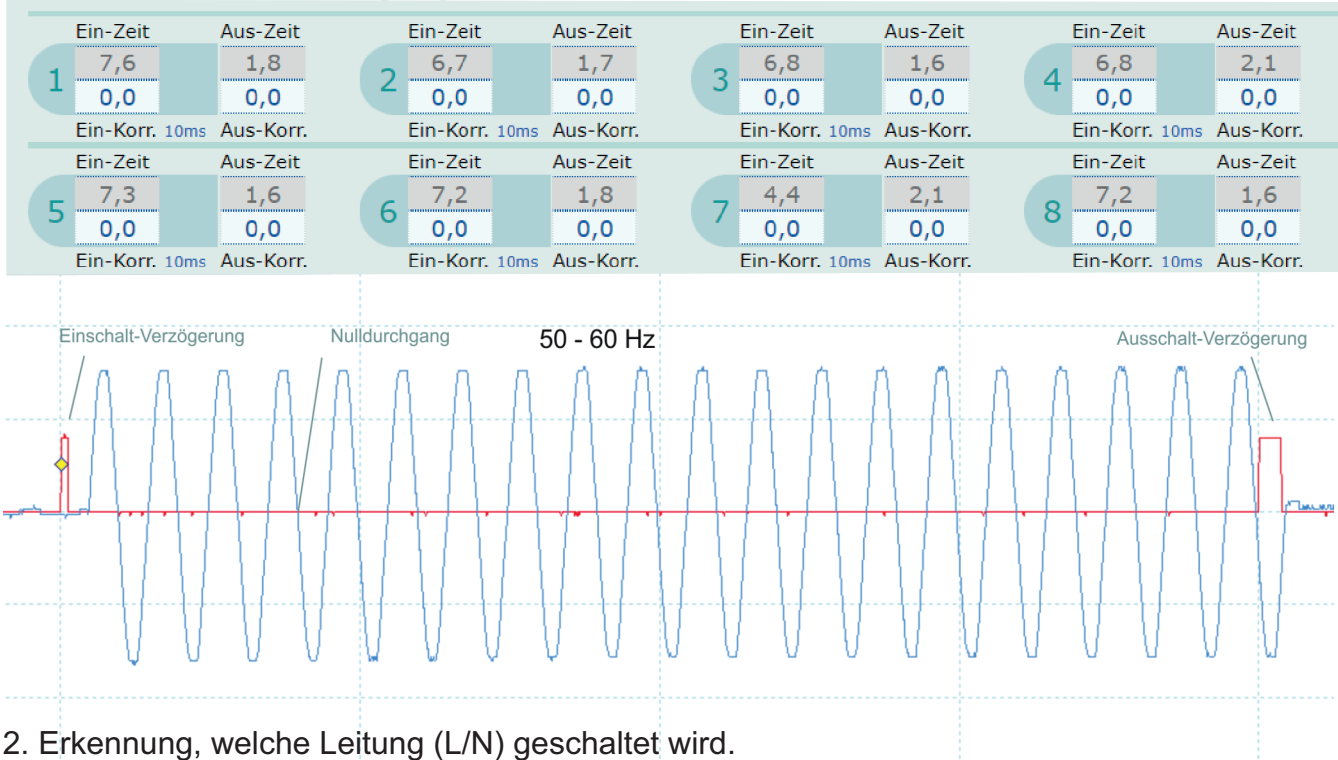 Ein-Zeit Aus-Zeit Ein-Zeit Aus-Zeit Ein-Zeit Aus-Zeit Ein-Zeit Aus-Zeit
1 7,6 1,8 2 6,7 1,7 3 6,8 1,6 4 6,8 2,1
0,0 0,0 0,0 0,0 0,0 0,0 0,0 0,0
Ein-Korr. 10ms Aus-Korr. Ein-Korr. 10ms Aus-Korr. Ein-Korr. 10ms Aus-Korr. Ein-Korr. 10ms Aus-Korr.
Ein-Zeit Aus-Zeit Ein-Zeit Aus-Zeit Ein-Zeit Aus-Zeit Ein-Zeit Aus-Zeit
5 7,3 1,6 6 7,2 1,8 7 4,4 2,1 8 7,2 1,6
0,0 0,0 0,0 0,0 0,0 0,0 0,0 0,0
Ein-Korr. 10ms Aus-Korr. Ein-Korr. 10ms Aus-Korr. Ein-Korr. 10ms Aus-Korr. Ein-Korr. 10ms Aus-Korr.
Einschalt-Verzögerung Nulldurchgang 50 - 60 Hz Ausschalt-Verzögerung
2. Erkennung, welche Leitung (L/N) geschaltet wird.